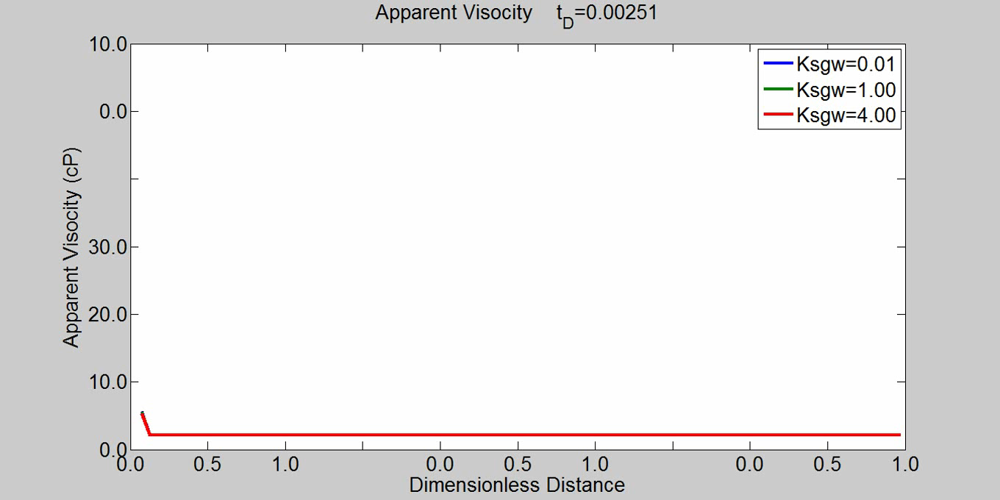 Apparent Visocity t_D=0.00251
10.0
0.0
30.0
20.0
10.0
0.0
Apparent Visocity (cP)
Ksgw=0.01
Ksgw=1.00
Ksgw=4.00
0.0 0.5 1.0 0.0 0.5 1.0 0.0 0.5 1.0
Dimensionless Distance